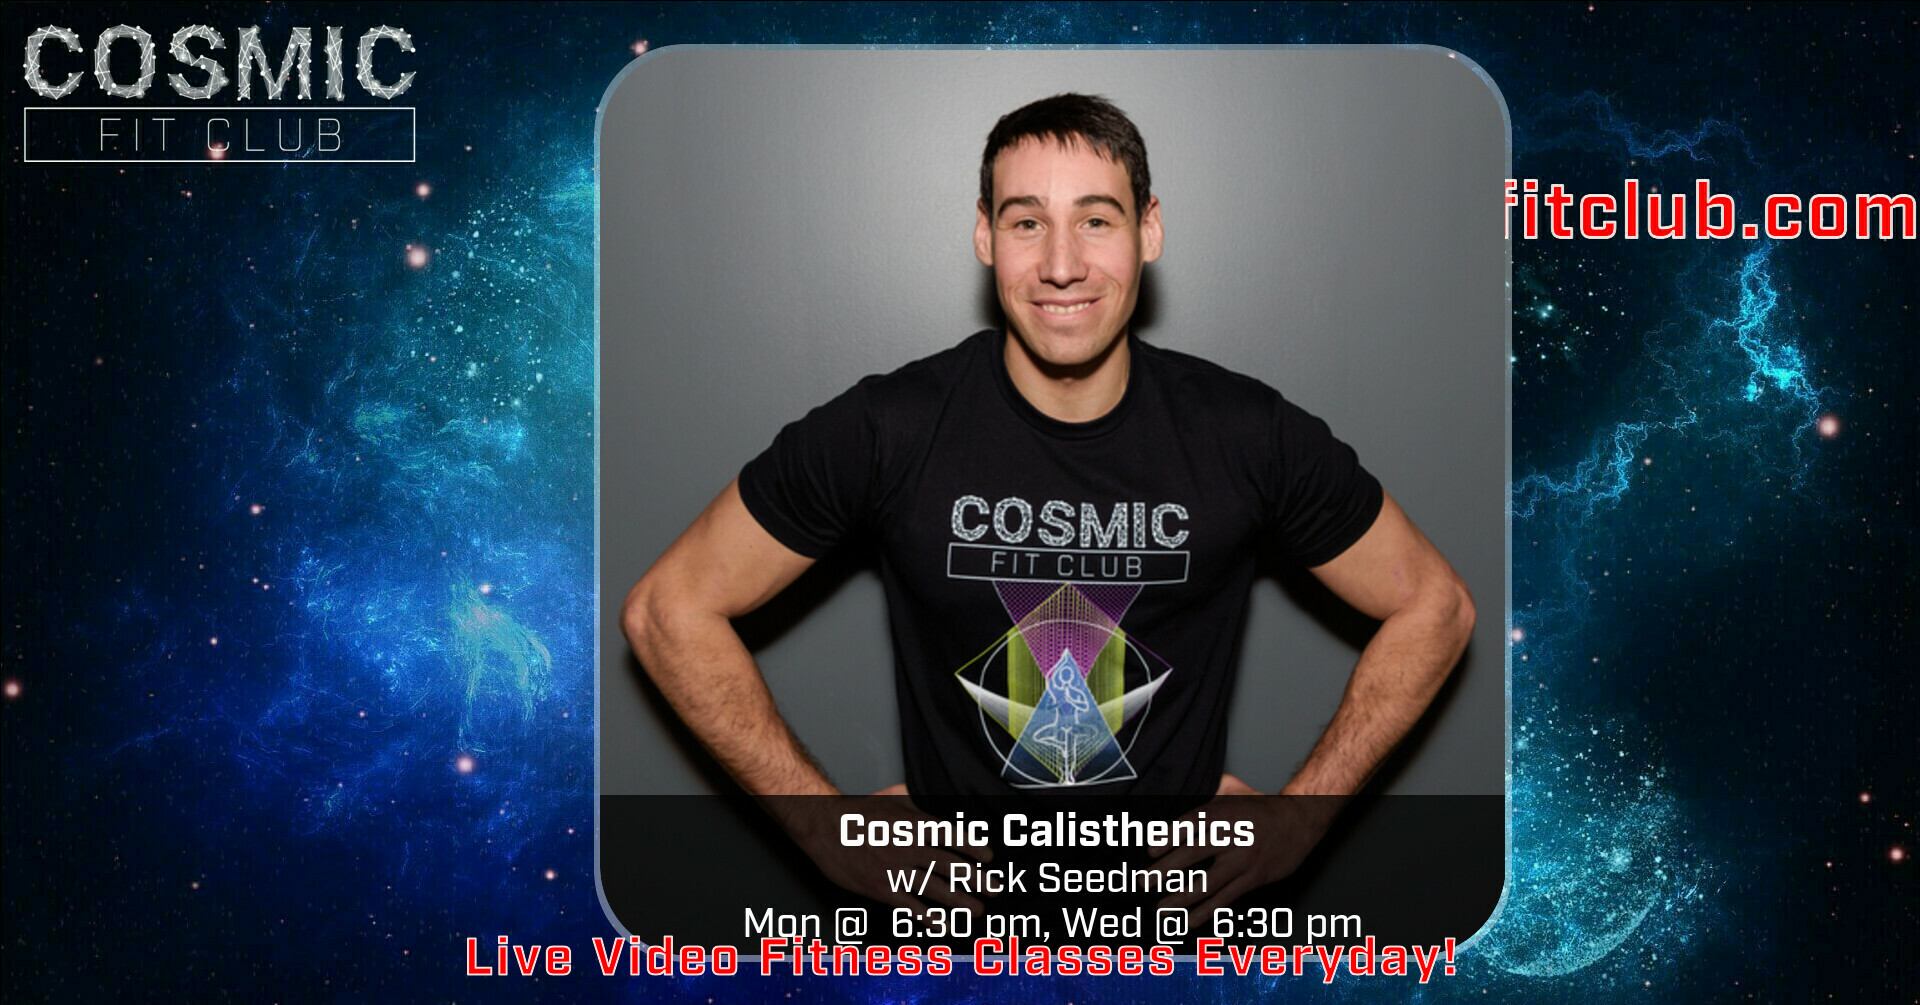 COSMIC
FIT CLUB
fitclub.com
COSMIC
FIT CLUB
Cosmic Calisthenics
w/ Rick Seedman
Mon @ 6:30 pm, Wed @ 6:30 pm
Live Video Fitness Classes Everyday!